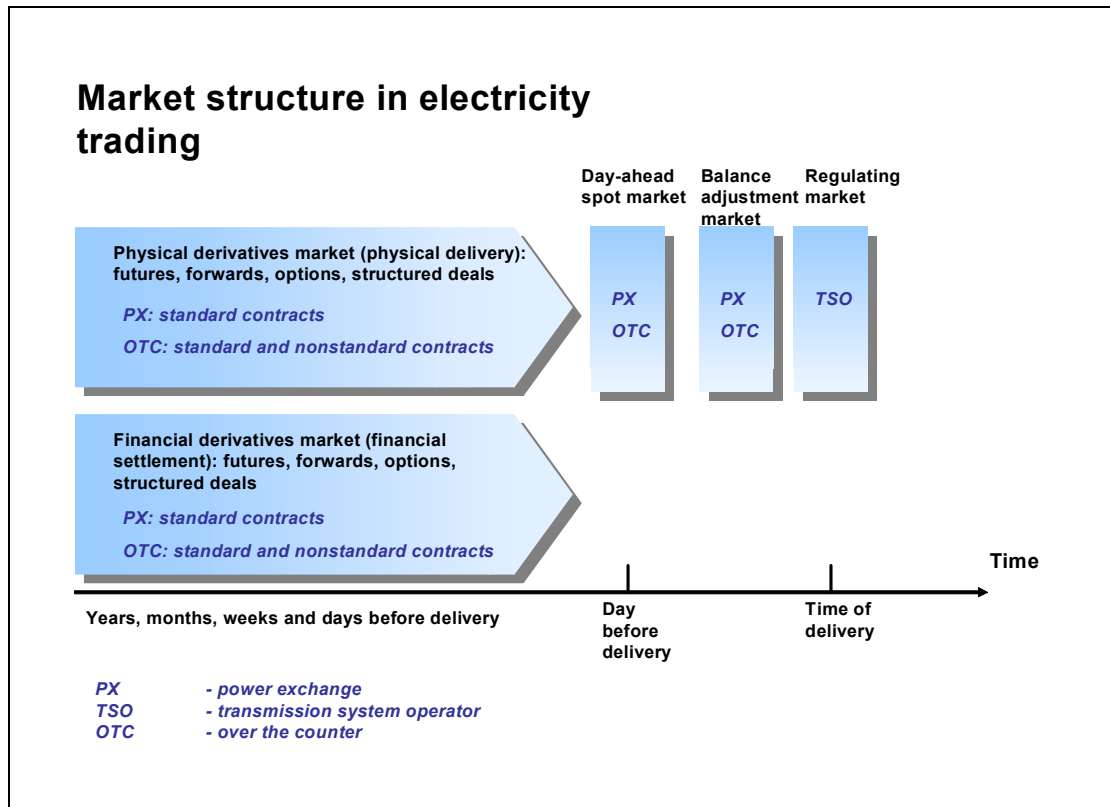 Market structure in electricity
trading
Day-ahead
spot market
Balance
adjustment
market
Regulating
market
Physical derivatives market (physical delivery):
futures, forwards, options, structured deals
PX: standard contracts
OTC: standard and nonstandard contracts
PX
OTC
PX
OTC
TSO
Financial derivatives market (financial
settlement): futures, forwards, options,
structured deals
PX: standard contracts
OTC: standard and nonstandard contracts
Time
Years, months, weeks and days before delivery
Day
before
delivery
Time of
delivery
PX - power exchange
TSO - transmission system operator
OTC - over the counter